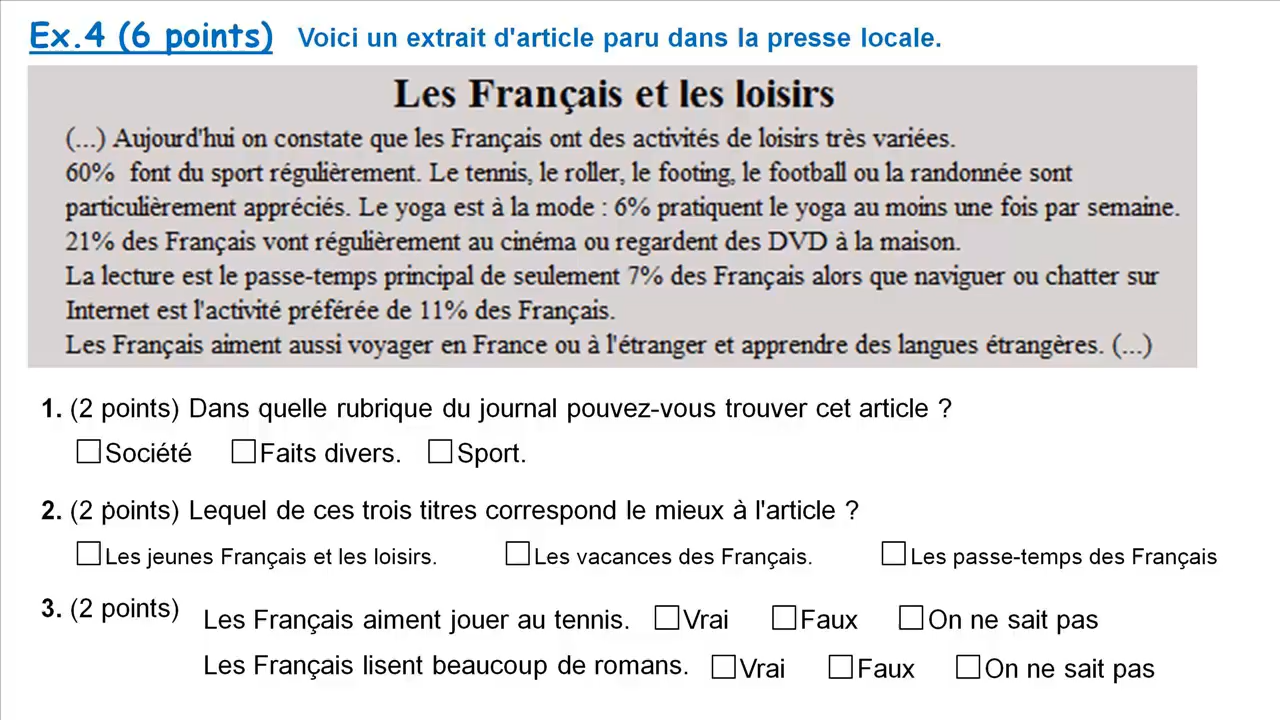 Ex.4 (6 points) Voici un extrait d'article paru dans la presse locale.
Les Français et les loisirs
(...) Aujourd'hui on constate que les Français ont des activités de loisirs très variées.
60% font du sport régulièrement. Le tennis, le roller, le footing, le football ou la randonnée sont
particulièrement appréciés. Le yoga est à la mode : 6% pratiquent le yoga au moins une fois par semaine.
21% des Français vont régulièrement au cinéma ou regardent des DVD à la maison.
La lecture est le passe-temps principal de seulement 7% des Français alors que naviguer ou chatter sur
Internet est l'activité préférée de 11% des Français.
Les Français aiment aussi voyager en France ou à l'étranger et apprendre des langues étrangères. (...)
1. (2 points) Dans quelle rubrique du journal pouvez-vous trouver cet article ?
☐ Société ☐ Faits divers. ☐ Sport.
2. (2 points) Lequel de ces trois titres correspond le mieux à l'article ?
☐ Les jeunes Français et les loisirs. ☐ Les vacances des Français. ☐ Les passe-temps des Français
3. (2 points) Les Français aiment jouer au tennis. ☐ Vrai ☐ Faux ☐ On ne sait pas
Les Français lisent beaucoup de romans. ☐ Vrai ☐ Faux ☐ On ne sait pas